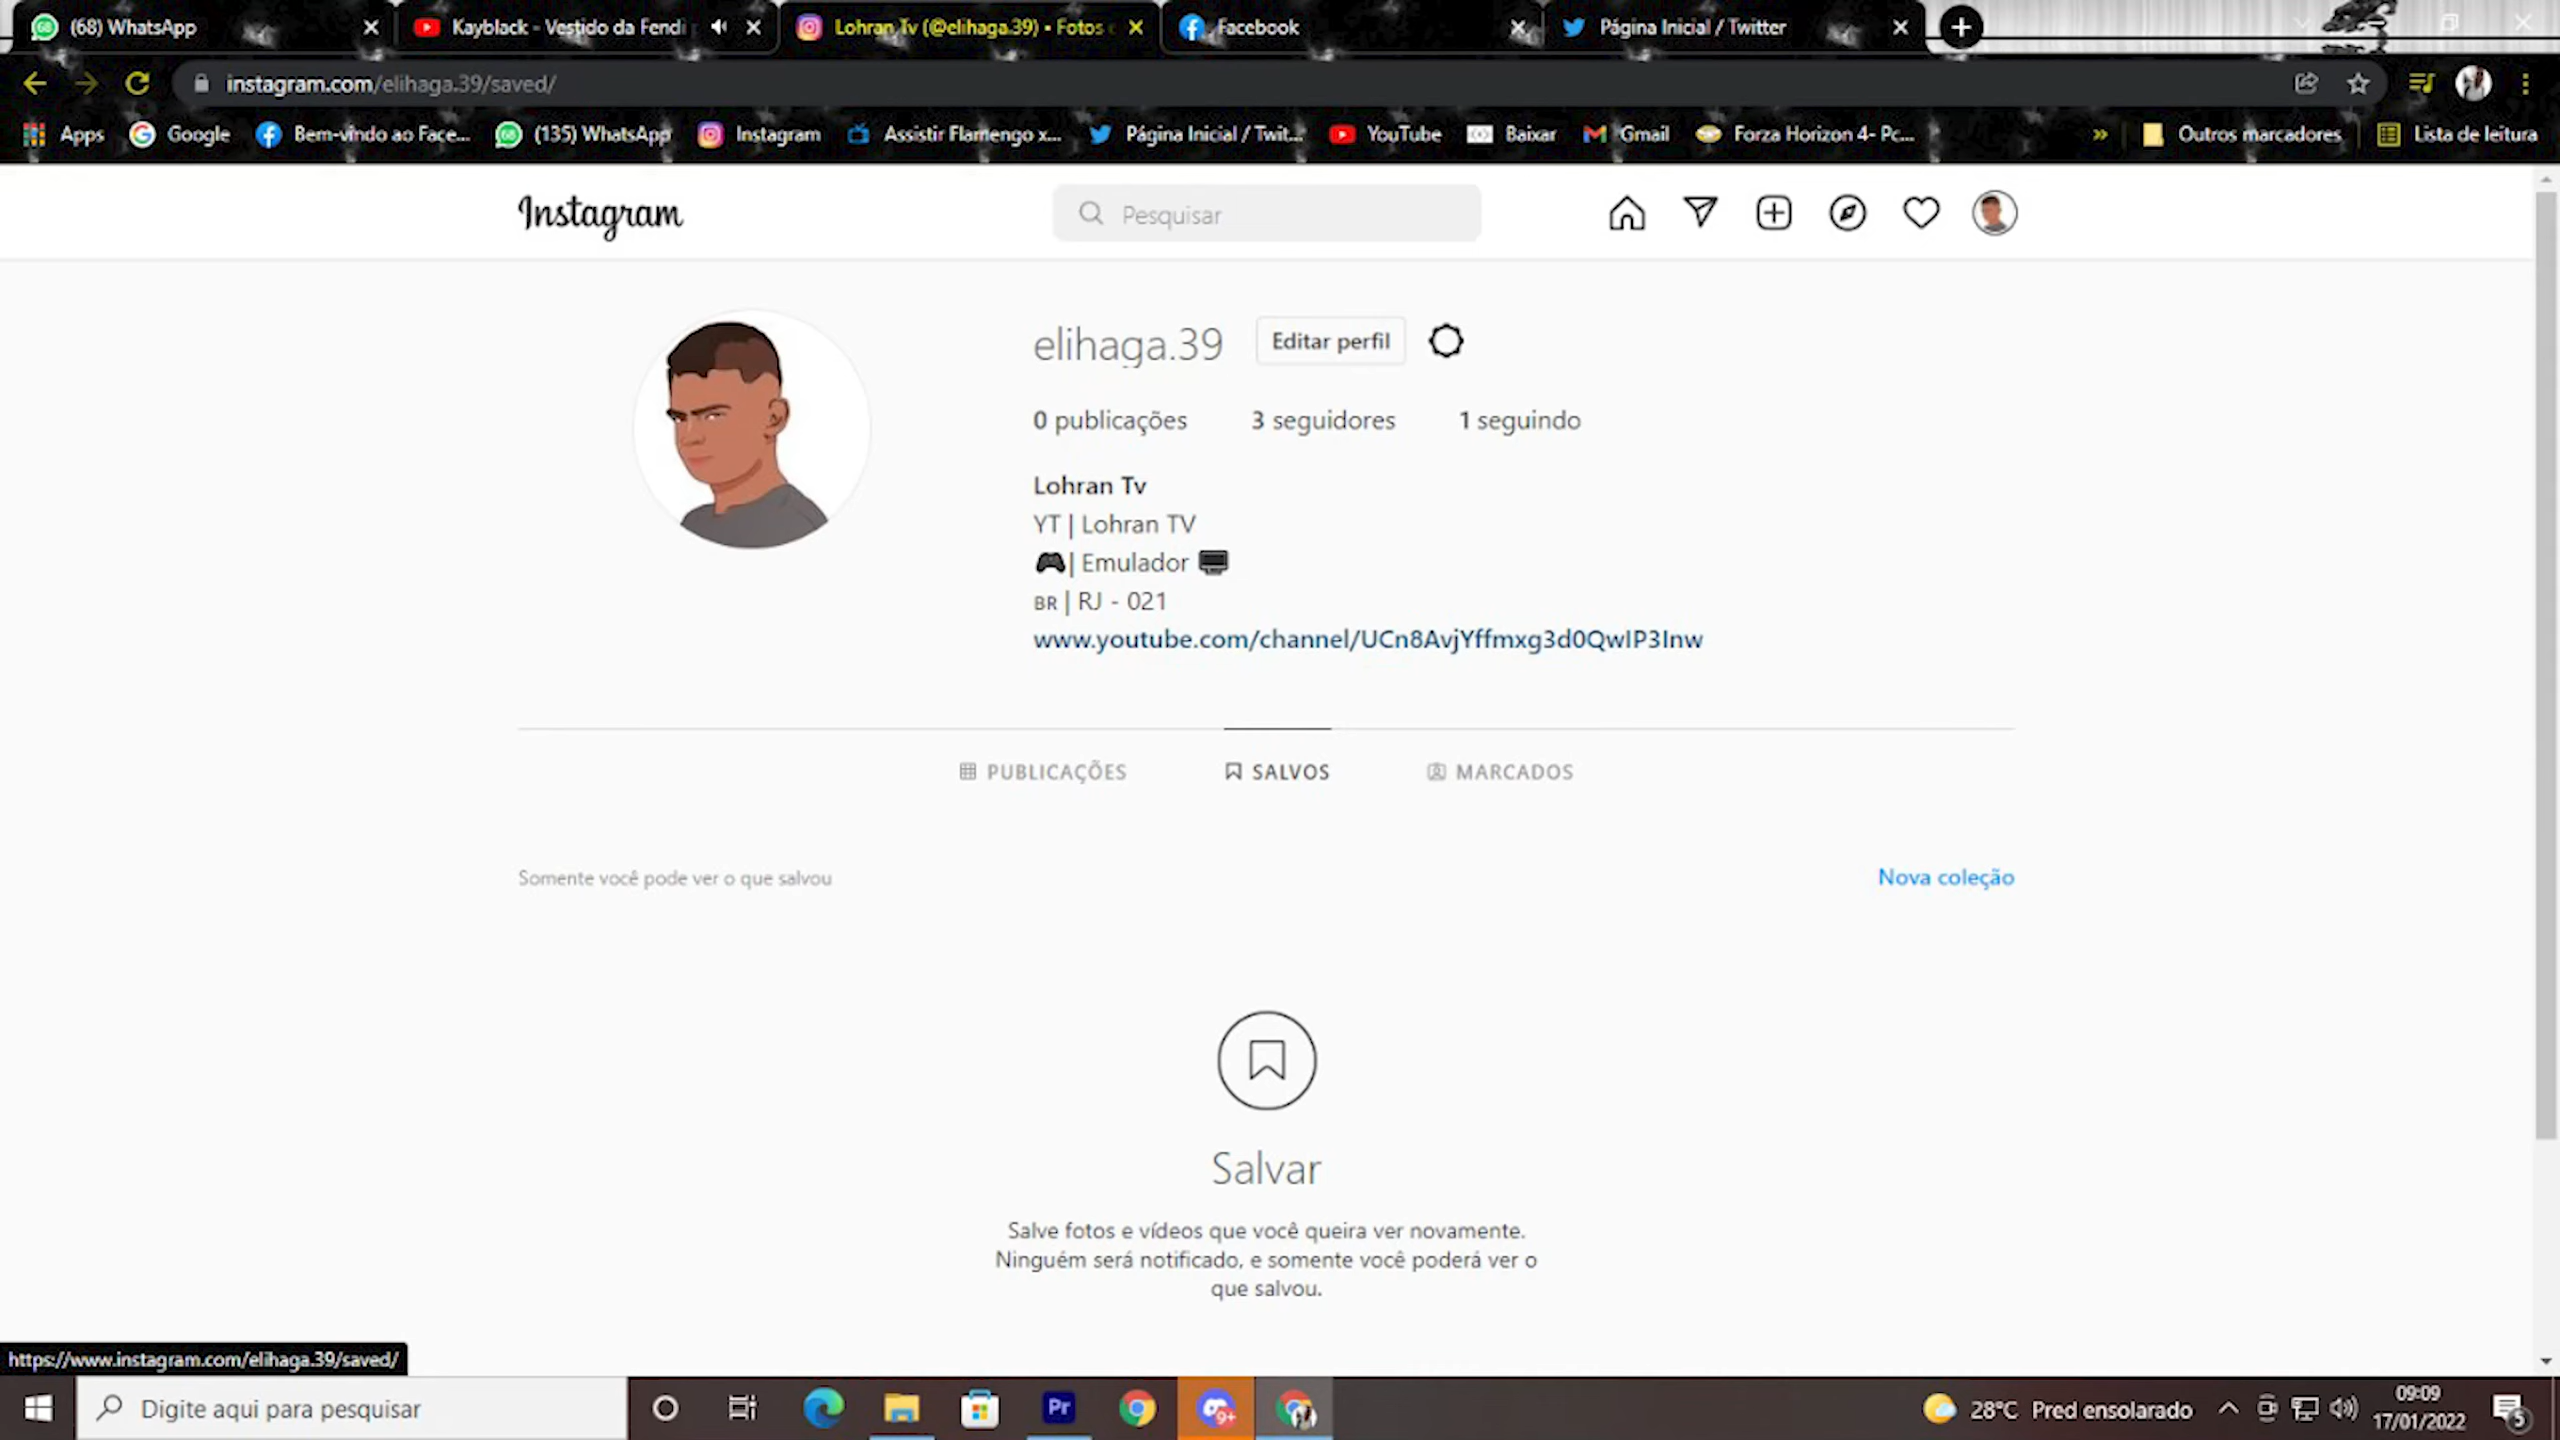 (68) WhatsApp
Kayblack - Vestido da Fendi
Lohran Tv (@elihaga.39) • Fotos e
Facebook
Página Inicial / Twitter
instagram.com/elihaga.39/saved/
Apps
Google
Bem-vindo ao Face...
(135) WhatsApp
Instagram
Assistir Flamengo x...
Página Inicial / Twit...
YouTube
Baixar
Gmail
Forza Horizon 4- Pc...
»
Outros marcadores
Lista de leitura
Instagram
Pesquisar
elihaga.39
Editar perfil
0 publicações 3 seguidores 1 seguindo
Lohran Tv
YT | Lohran TV
🎮| Emulador 🖥
BR | RJ - 021
www.youtube.com/channel/UCn8AvjYffmxg3d0QwIP3Inw
PUBLICAÇÕES
SALVOS
MARCADOS
Somente você pode ver o que salvou
Nova coleção
Salvar
Salve fotos e vídeos que você queira ver novamente.
Ninguém será notificado, e somente você poderá ver o
que salvou.
https://www.instagram.com/elihaga.39/saved/
Digite aqui para pesquisar
Pr
9+
28°C Pred ensolarado
09:09
17/01/2022
5